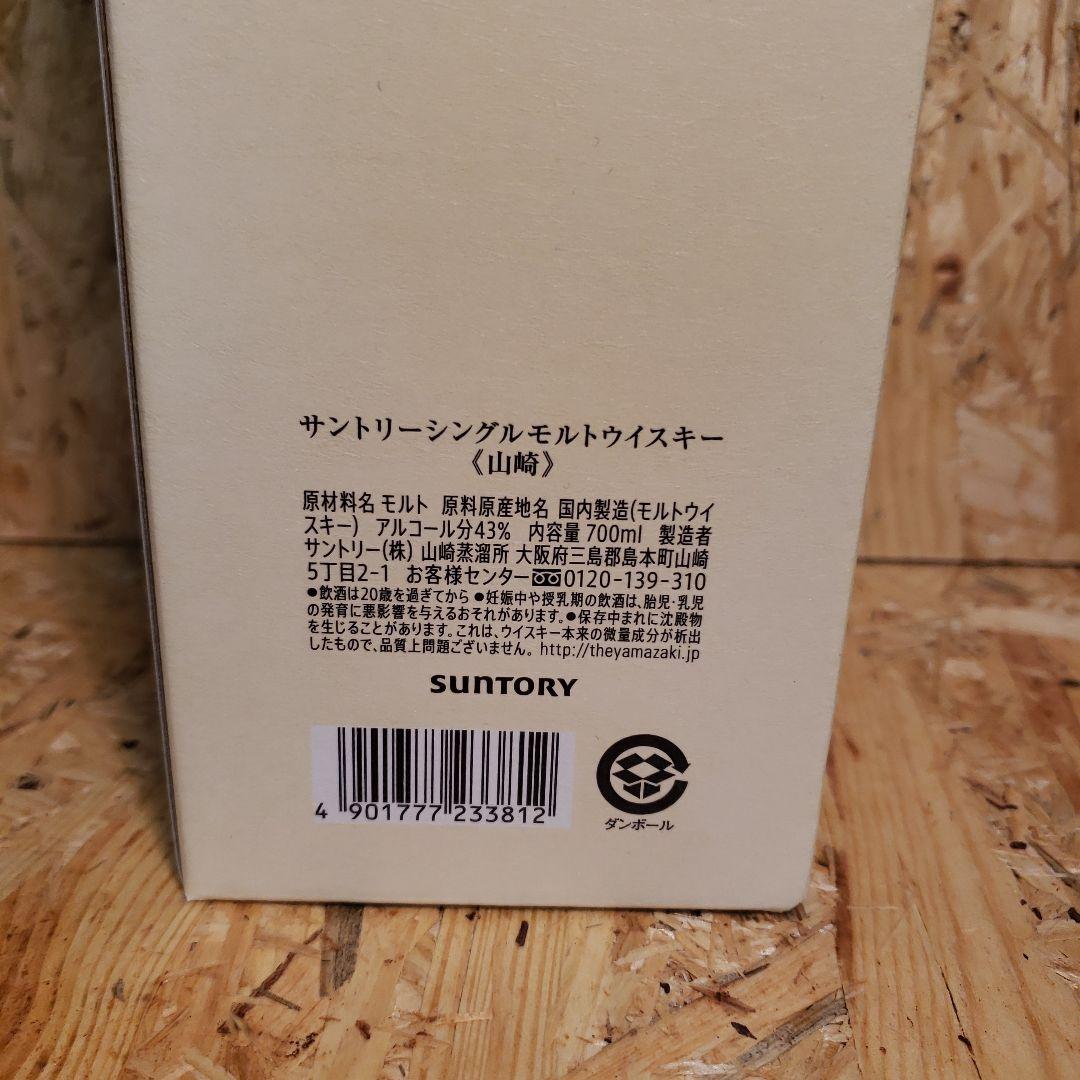 サントリーシングルモルトウイスキー
《山崎》
原材料名 モルト 原料原産地名 国内製造(モルトウイ
スキー) アルコール分43% 内容量 700ml 製造者
サントリー(株) 山崎蒸溜所 大阪府三島郡島本町山崎
5丁目2-1 お客様センター 0120-139-310
●飲酒は20歳を過ぎてから ●妊娠中や授乳期の飲酒は、胎児・乳児
の発育に悪影響を与えるおそれがあります。●保存中まれに沈殿物
を生じることがあります。これは、ウイスキー本来の微量成分が析出
したもので、品質上問題ございません。 http://theyamazaki.jp
SUNTORY
4 901777 233812
ダンボール